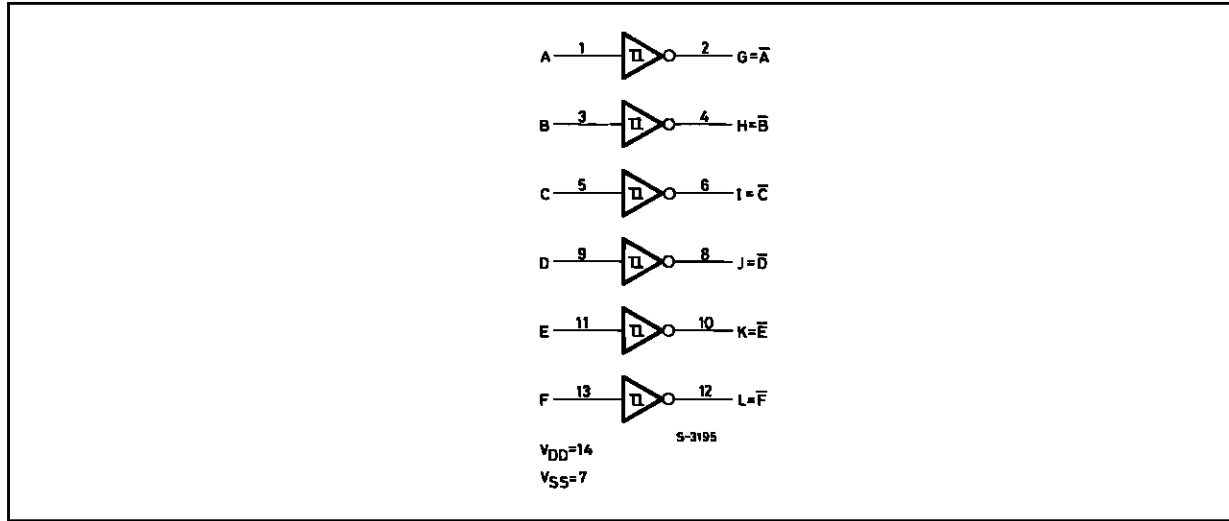 A 1 2 G=A̅
B 3 4 H=B̅
C 5 6 I=C̅
D 9 8 J=D̅
E 11 10 K=E̅
F 13 12 L=F̅
S-3195
VDD=14
VSS=7